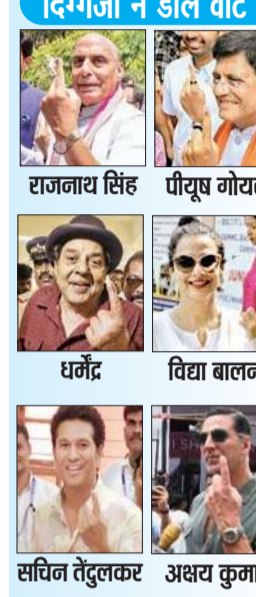 दिग्गजों ने डाले वोट
राजनाथ सिंह पीयूष गोयल
धर्मेंद्र विद्या बालन
सचिन तेंदुलकर अक्षय कुमा